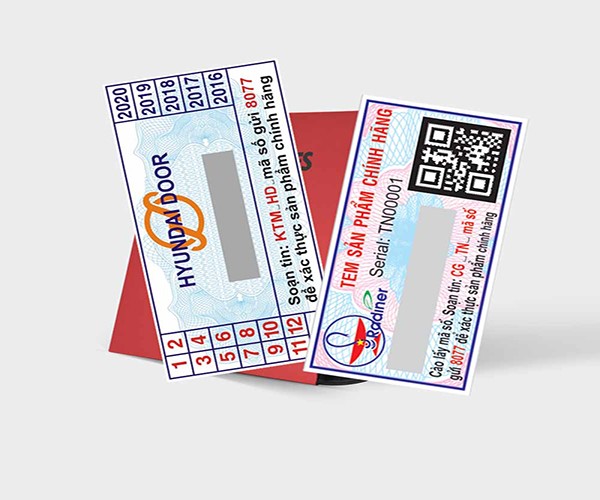 2020
2019
2018
2017
2016
HYUNDAI DOOR
Soạn tin: KTM_HD_mã số gửi 8077
để xác thực sản phẩm chính hãng
1 2
3 4
5 6
7 8
9 10
11 12
TEM SẢN PHẨM CHÍNH HÃNG
Serial: TN00001
Cào lấy mã số. Soạn tin: CG_TN_mã số
gửi 8077 để xác thực sản phẩm chính hãng